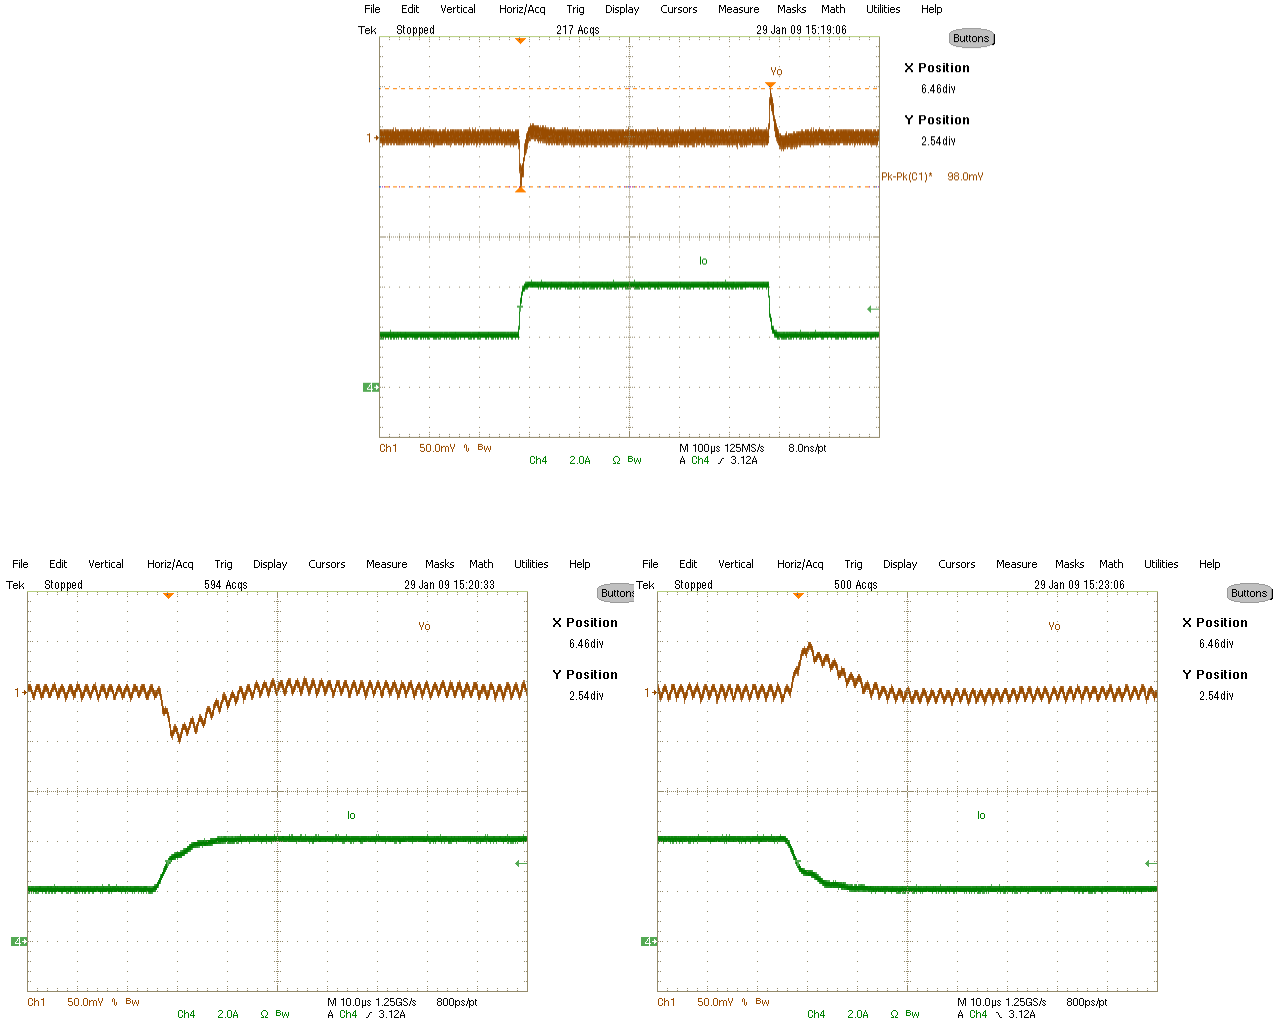 File Edit Vertical Horiz/Acq Trig Display Cursors Measure Masks Math Utilities Help
Tek Stopped 217 Acqs 29 Jan 09 15:19:06
Buttons
X Position
6.46div
Y Position
2.54div
Vo
1
Pk-Pk(C1)* 98.0mV
Io
4
Ch1 50.0mV ∿ Bw M 100µs 125MS/s 8.0ns/pt
Ch4 2.0A Ω Bw A Ch4 ∕ 3.12A
File Edit Vertical Horiz/Acq Trig Display Cursors Measure Masks Math Utilities Help
Tek Stopped 594 Acqs 29 Jan 09 15:20:33
Buttons
X Position
6.46div
Y Position
2.54div
Vo
1
Io
4
Ch1 50.0mV ∿ Bw M 10.0µs 1.25GS/s 800ps/pt
Ch4 2.0A Ω Bw A Ch4 ∕ 3.12A
File Edit Vertical Horiz/Acq Trig Display Cursors Measure Masks Math Utilities Help
Tek Stopped 500 Acqs 29 Jan 09 15:23:06
Buttons
X Position
6.46div
Y Position
2.54div
Vo
1
Io
4
Ch1 50.0mV ∿ Bw M 10.0µs 1.25GS/s 800ps/pt
Ch4 2.0A Ω Bw A Ch4 \ 3.12A